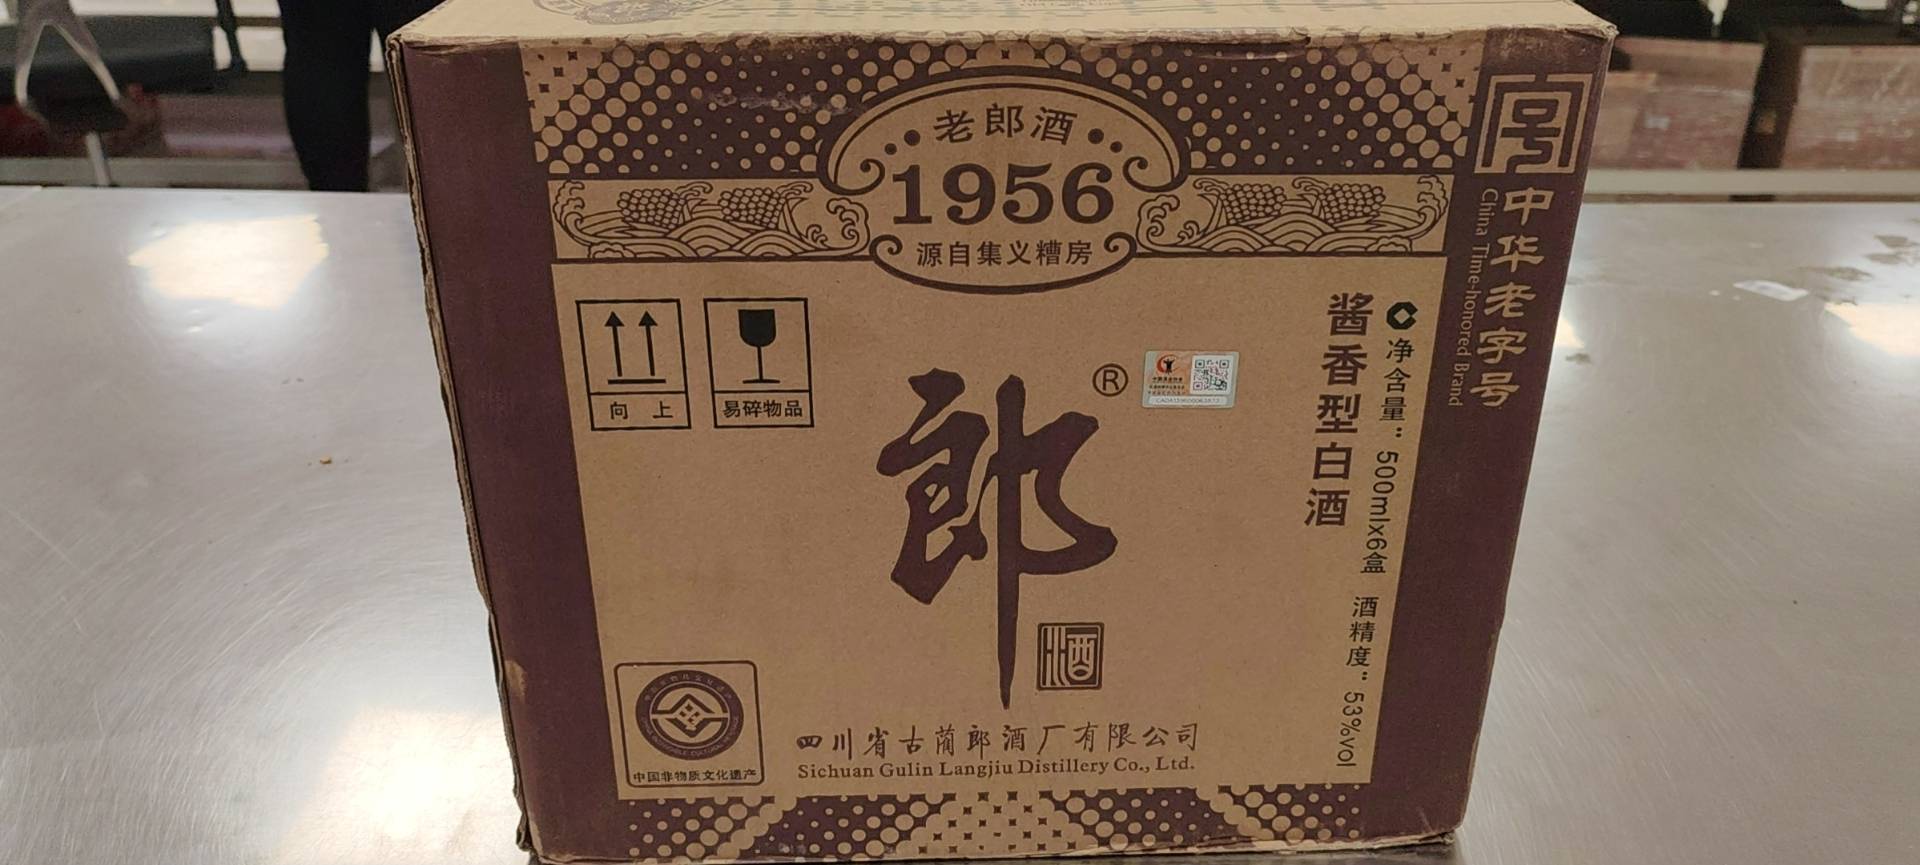 老郎酒
1956
源自集义糟房
中华老字号
China Time-honored Brand
向上
易碎物品
郎
®
酒
酱香型白酒
净含量：500ml×6盒 酒精度：53%vol
中国非物质文化遗产
四川省古蔺郎酒厂有限公司
Sichuan Gulin Langjiu Distillery Co., Ltd.